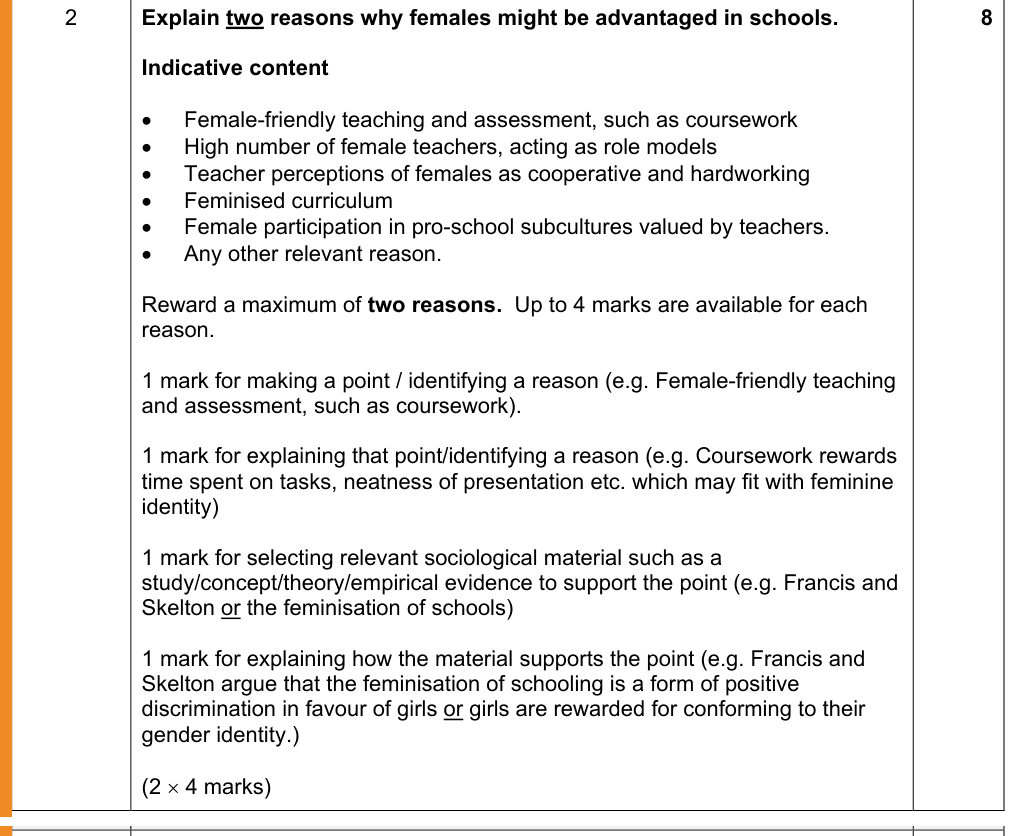 2 Explain two reasons why females might be advantaged in schools. 8
Indicative content
• Female-friendly teaching and assessment, such as coursework
• High number of female teachers, acting as role models
• Teacher perceptions of females as cooperative and hardworking
• Feminised curriculum
• Female participation in pro-school subcultures valued by teachers.
• Any other relevant reason.
Reward a maximum of two reasons. Up to 4 marks are available for each
reason.
1 mark for making a point / identifying a reason (e.g. Female-friendly teaching
and assessment, such as coursework).
1 mark for explaining that point/identifying a reason (e.g. Coursework rewards
time spent on tasks, neatness of presentation etc. which may fit with feminine
identity)
1 mark for selecting relevant sociological material such as a
study/concept/theory/empirical evidence to support the point (e.g. Francis and
Skelton or the feminisation of schools)
1 mark for explaining how the material supports the point (e.g. Francis and
Skelton argue that the feminisation of schooling is a form of positive
discrimination in favour of girls or girls are rewarded for conforming to their
gender identity.)
(2 × 4 marks)